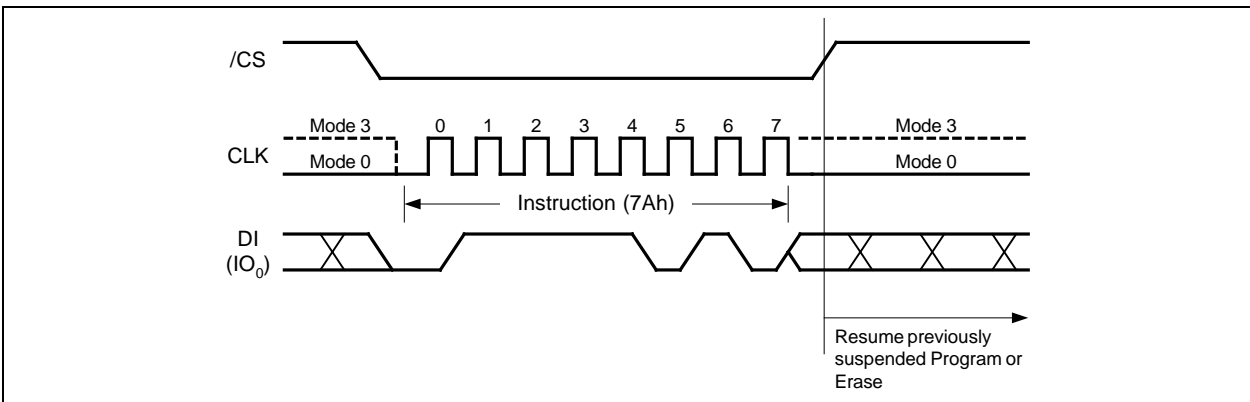 /CS
Mode 3
0 1 2 3 4 5 6 7
Mode 3
CLK
Mode 0
Mode 0
Instruction (7Ah)
DI
(IO0)
Resume previously
suspended Program or
Erase